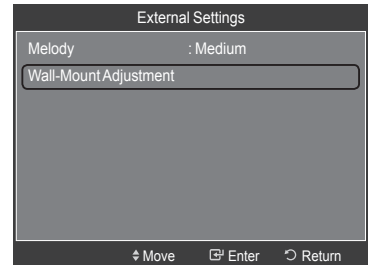 External Settings
Melody : Medium
Wall-Mount Adjustment
Move Enter Return